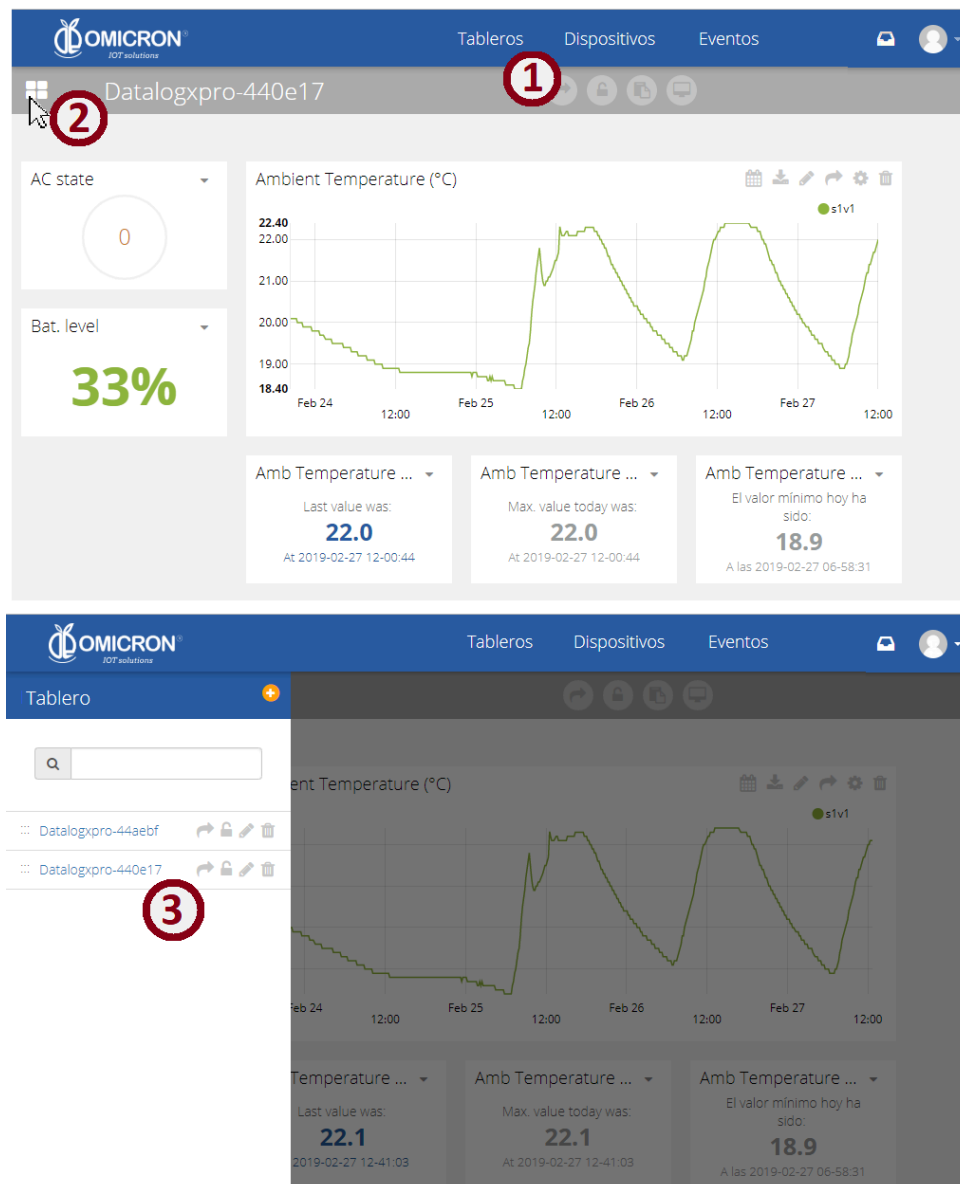 OMICRON®
IOT solutions
Tableros Dispositivos Eventos
1
Datalogxpro-440e17
2
AC state
0
Bat. level
33%
Ambient Temperature (°C)
s1v1
22.40
22.00
21.00
20.00
19.00
18.40
Feb 24 12:00 Feb 25 12:00 Feb 26 12:00 Feb 27 12:00
Amb Temperature ...
Last value was:
22.0
At 2019-02-27 12-00:44
Amb Temperature ...
Max. value today was:
22.0
At 2019-02-27 12-00:44
Amb Temperature ...
El valor mínimo hoy ha
sido:
18.9
A las 2019-02-27 06-58:31
OMICRON®
IOT solutions
Tableros Dispositivos Eventos
Tablero
Datalogxpro-44aebf
Datalogxpro-440e17
3
ent Temperature (°C)
s1v1
Feb 24 12:00 Feb 25 12:00 Feb 26 12:00 Feb 27 12:00
Temperature ...
Last value was:
22.1
2019-02-27 12-41:03
Amb Temperature ...
Max. value today was:
22.1
At 2019-02-27 12-41:03
Amb Temperature ...
El valor mínimo hoy ha
sido:
18.9
A las 2019-02-27 06-58:31